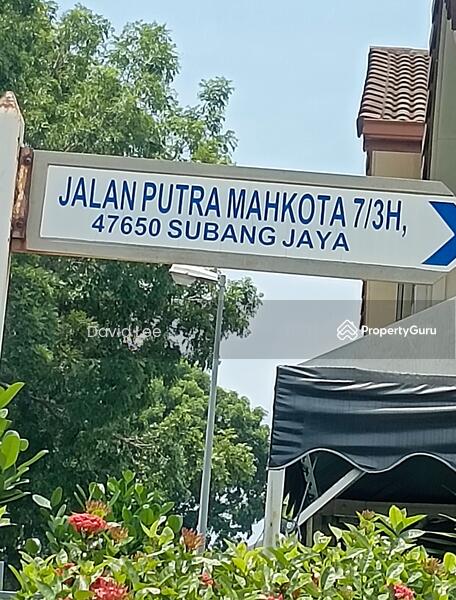 JALAN PUTRA MAHKOTA 7/3H,
47650 SUBANG JAYA
David Lee
PropertyGuru